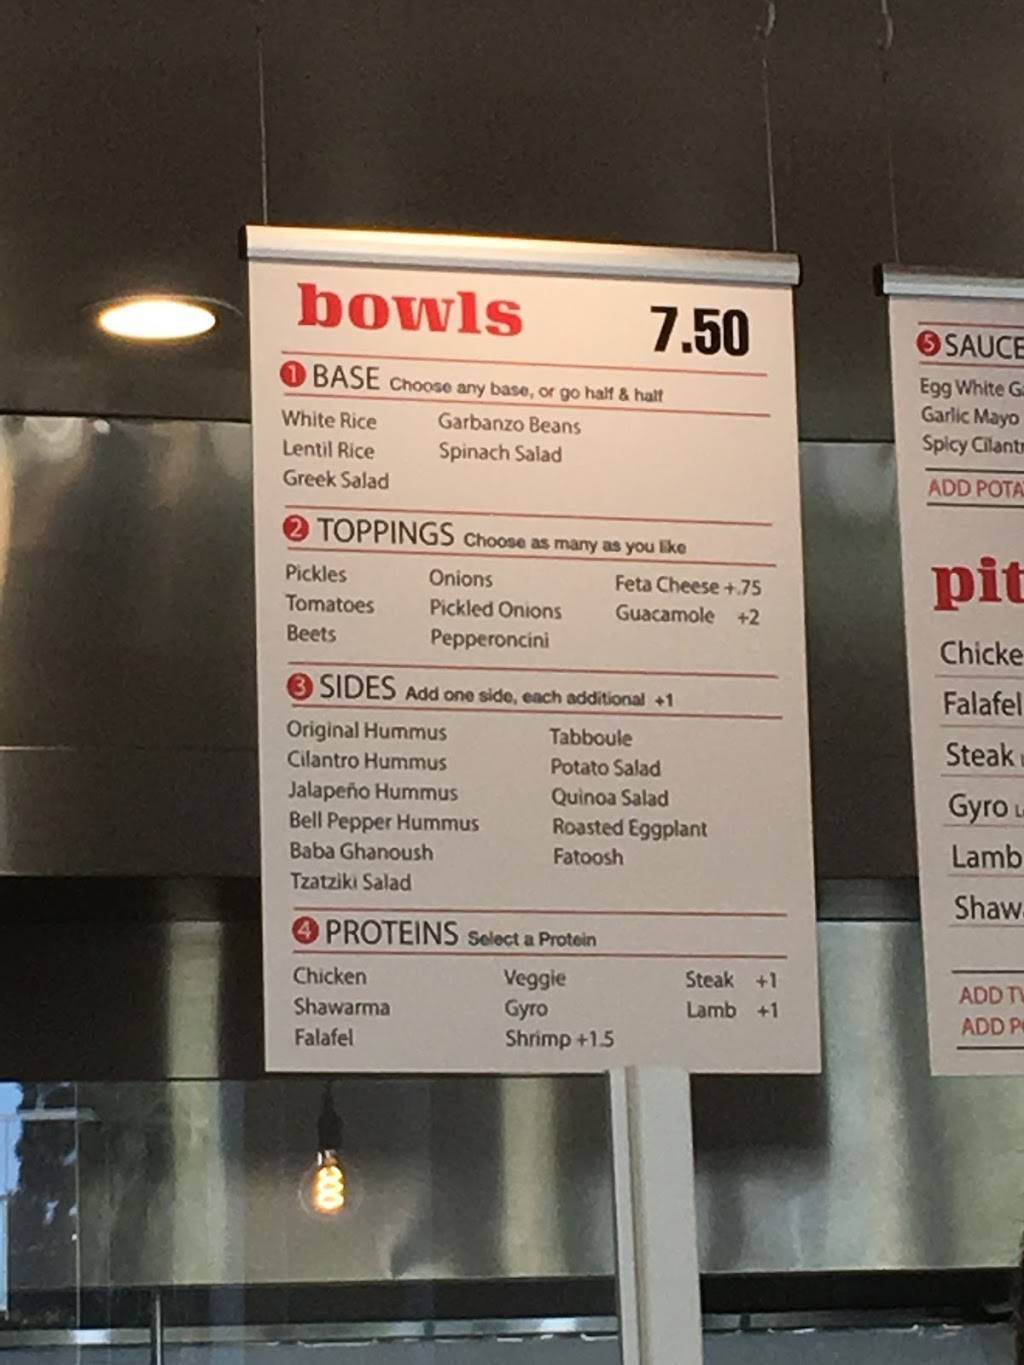 bowls 7.50
1 BASE Choose any base, or go half & half
White Rice Garbanzo Beans
Lentil Rice Spinach Salad
Greek Salad
2 TOPPINGS Choose as many as you like
Pickles Onions Feta Cheese +.75
Tomatoes Pickled Onions Guacamole +2
Beets Pepperoncini
3 SIDES Add one side, each additional +1
Original Hummus Tabboule
Cilantro Hummus Potato Salad
Jalapeño Hummus Quinoa Salad
Bell Pepper Hummus Roasted Eggplant
Baba Ghanoush Fatoosh
Tzatziki Salad
4 PROTEINS Select a Protein
Chicken Veggie Steak +1
Shawarma Gyro Lamb +1
Falafel Shrimp +1.5
5 SAUCE
Egg White
Garlic Mayo
Spicy
ADD
Falafel
Steak
Gyro
Lamb
ADD
ADD